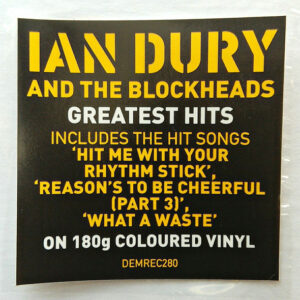 IAN DURY
AND THE BLOCKHEADS
GREATEST HITS
INCLUDES THE HIT SONGS
‘HIT ME WITH YOUR
RHYTHM STICK’,
‘REASON’S TO BE CHEERFUL
(PART 3)’,
‘WHAT A WASTE’
ON 180g COLOURED VINYL
DEMREC280